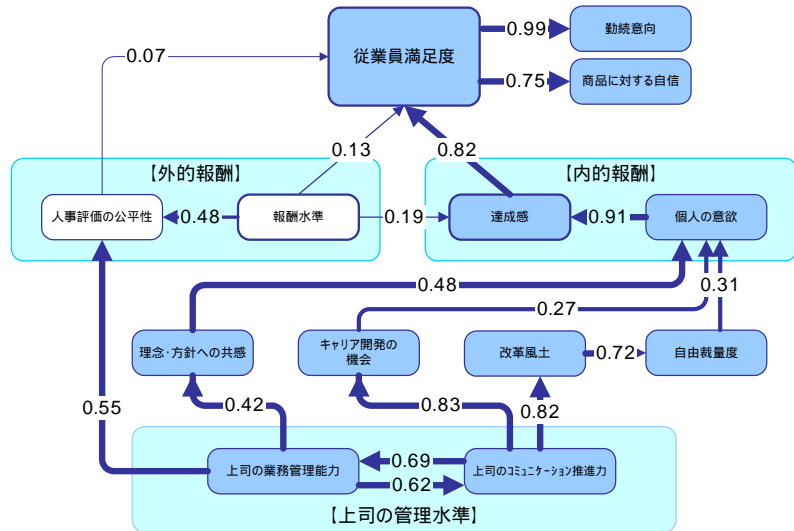 従業員満足度
0.99
勤続意向
0.75
商品に対する自信
0.07
0.13
0.82
【外的報酬】
【内的報酬】
人事評価の公平性
0.48
報酬水準
0.19
達成感
0.91
個人の意欲
0.48
0.27
0.31
理念・方針への共感
キャリア開発の
機会
改革風土
0.72
自由裁量度
0.55
0.42
0.83
0.82
上司の業務管理能力
0.69
0.62
上司のｺﾐｭﾆｹｰｼｮﾝ推進力
【上司の管理水準】